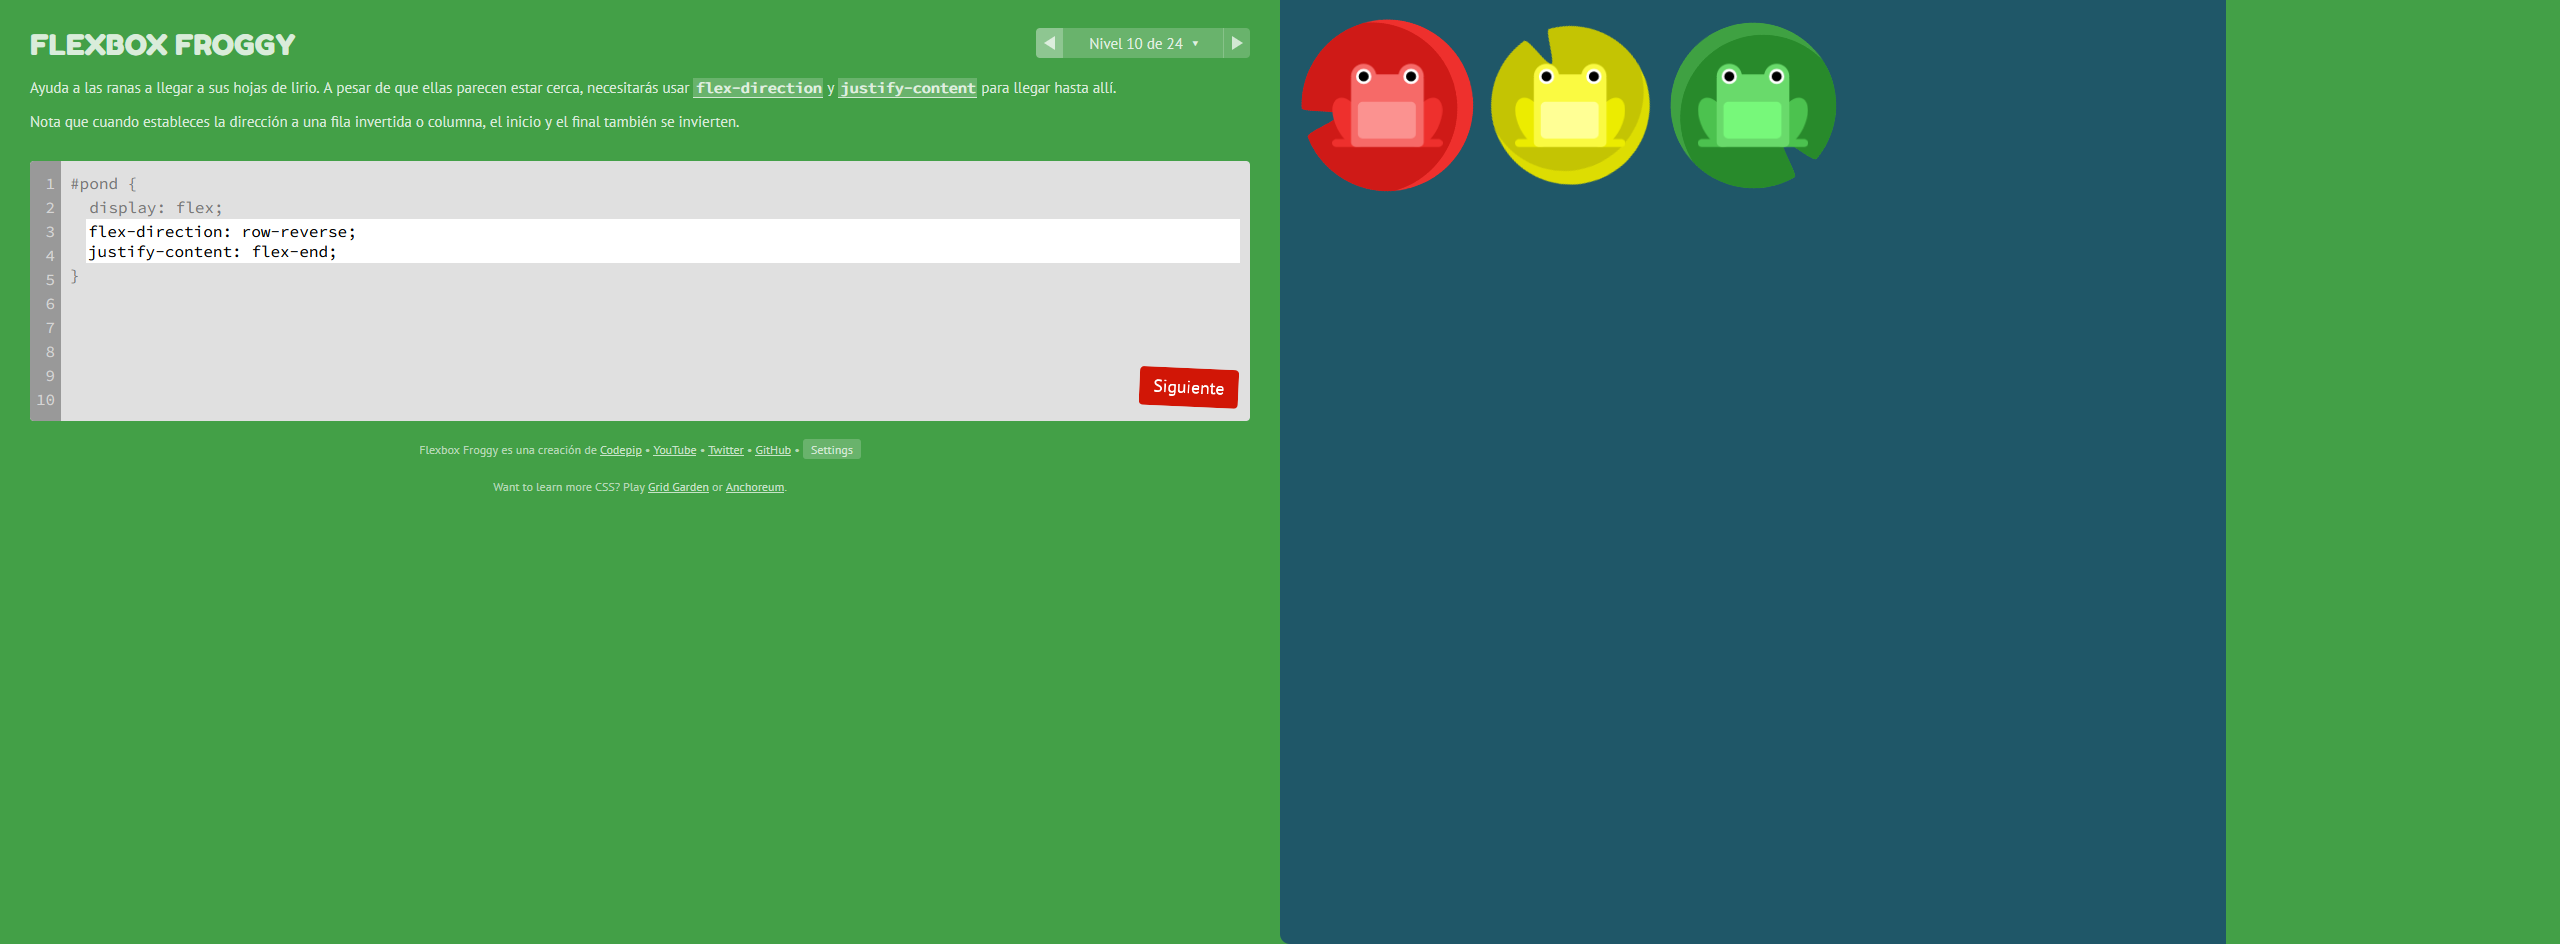 FLEXBOX FROGGY
Nivel 10 de 24 ▼
Ayuda a las ranas a llegar a sus hojas de lirio. A pesar de que ellas parecen estar cerca, necesitarás usar flex-direction y justify-content para llegar hasta allí.
Nota que cuando estableces la dirección a una fila invertida o columna, el inicio y el final también se invierten.
1 #pond {
2 display: flex;
3 flex-direction: row-reverse;
4 justify-content: flex-end;
5 }
6
7
8
9
10
Siguiente
Flexbox Froggy es una creación de Codepip • YouTube • Twitter • GitHub • Settings
Want to learn more CSS? Play Grid Garden or Anchoreum.